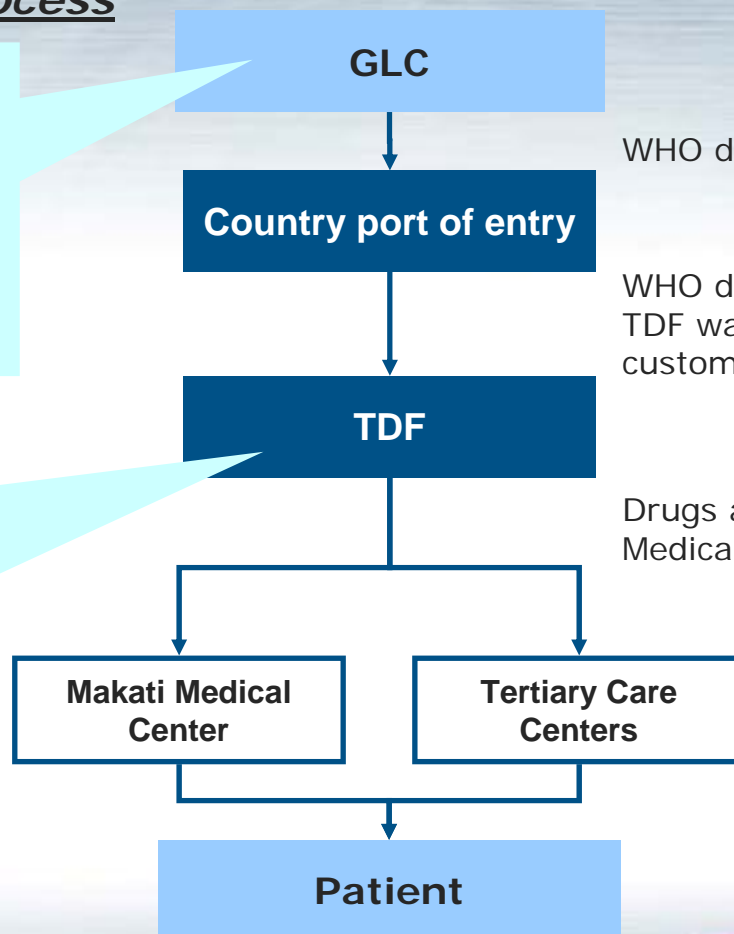 GLC
WHO
Country port of entry
WHO
TDF
TDF
Drugs
Makati Medical
Center
Tertiary Care
Centers
Patient